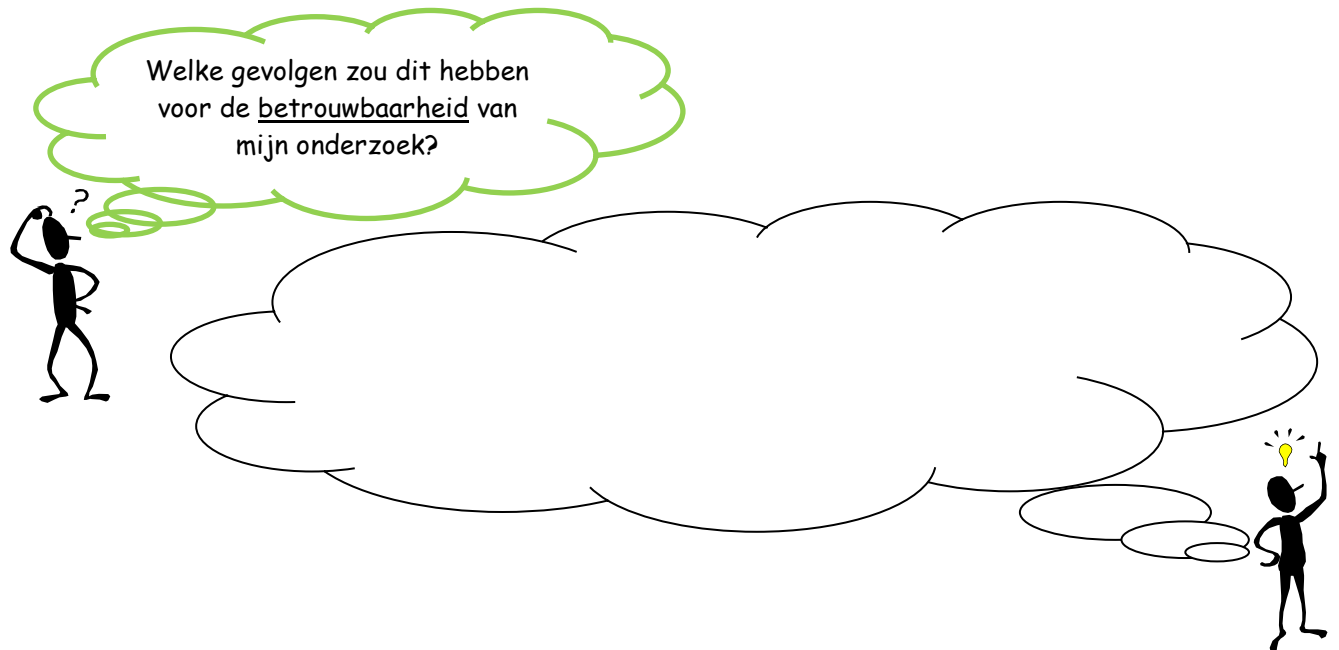 Welke gevolgen zou dit hebben
voor de betrouwbaarheid van
mijn onderzoek?
?